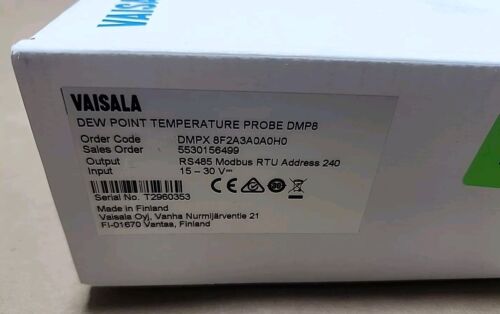 VAISALA
DEW POINT TEMPERATURE PROBE DMP8
Order Code DMPX 8F2A3A0A0H0
Sales Order 5530156499
Output RS485 Modbus RTU Address 240
Input 15 – 30 V⎓
Serial No. T2960353
Made in Finland
Vaisala Oyj, Vanha Nurmijärventie 21
FI-01670 Vantaa, Finland